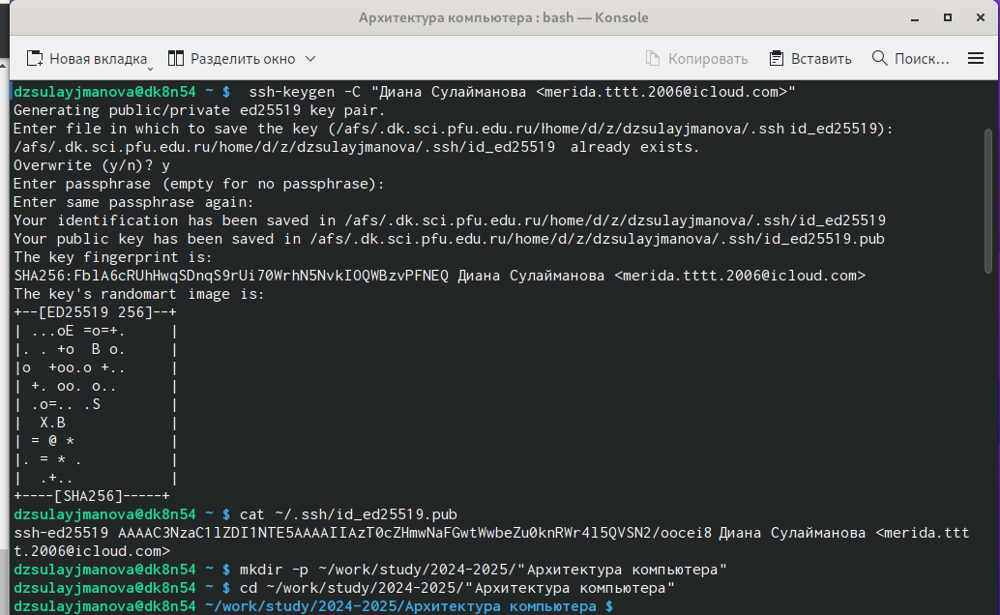 Архитектура компьютера : bash — Konsole
Новая вкладка Разделить окно Копировать Вставить Поиск...
dzsulayjmanova@dk8n54 ~ $  ssh-keygen -C "Диана Сулайманова <merida.tttt.2006@icloud.com>"
Generating public/private ed25519 key pair.
Enter file in which to save the key (/afs/.dk.sci.pfu.edu.ru/home/d/z/dzsulayjmanova/.ssh id_ed25519):
/afs/.dk.sci.pfu.edu.ru/home/d/z/dzsulayjmanova/.ssh/id_ed25519  already exists.
Overwrite (y/n)? y
Enter passphrase (empty for no passphrase):
Enter same passphrase again:
Your identification has been saved in /afs/.dk.sci.pfu.edu.ru/home/d/z/dzsulayjmanova/.ssh/id_ed25519
Your public key has been saved in /afs/.dk.sci.pfu.edu.ru/home/d/z/dzsulayjmanova/.ssh/id_ed25519.pub
The key fingerprint is:
SHA256:FblA6cRUhHwqSDnqS9rUi70WrhN5NvkIOQWBzvPFNEQ Диана Сулайманова <merida.tttt.2006@icloud.com>
The key's randomart image is:
+--[ED25519 256]--+
| ...oE =o=+.     |
|. . +o  B o.     |
|o  +oo.o +..     |
| +. oo. o..      |
| .o=.. .S        |
|  X.B            |
| = @ *           |
|. = * .          |
|  .+..           |
+----[SHA256]-----+
dzsulayjmanova@dk8n54 ~ $ cat ~/.ssh/id_ed25519.pub
ssh-ed25519 AAAAC3NzaC1lZDI1NTE5AAAAIIAzT0cZHmwNaFGwtWwbeZu0knRWr4l5QVSN2/oocei8 Диана Сулайманова <merida.ttt
t.2006@icloud.com>
dzsulayjmanova@dk8n54 ~ $ mkdir -p ~/work/study/2024-2025/"Архитектура компьютера"
dzsulayjmanova@dk8n54 ~ $ cd ~/work/study/2024-2025/"Архитектура компьютера"
dzsulayjmanova@dk8n54 ~/work/study/2024-2025/Архитектура компьютера $